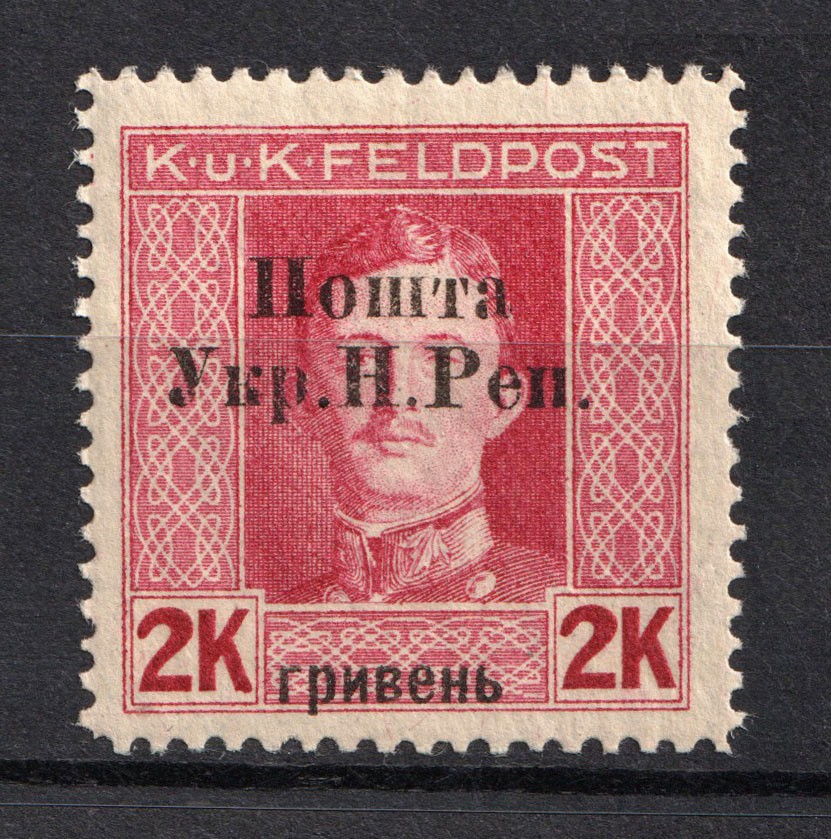 K·u·K·FELDPOST
Пошта
Укр.Н.Реп.
2K гривень 2K